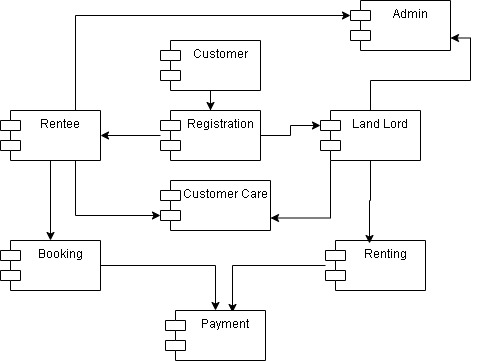 Admin
Customer
Rentee
Registration
Land Lord
Customer Care
Booking
Renting
Payment